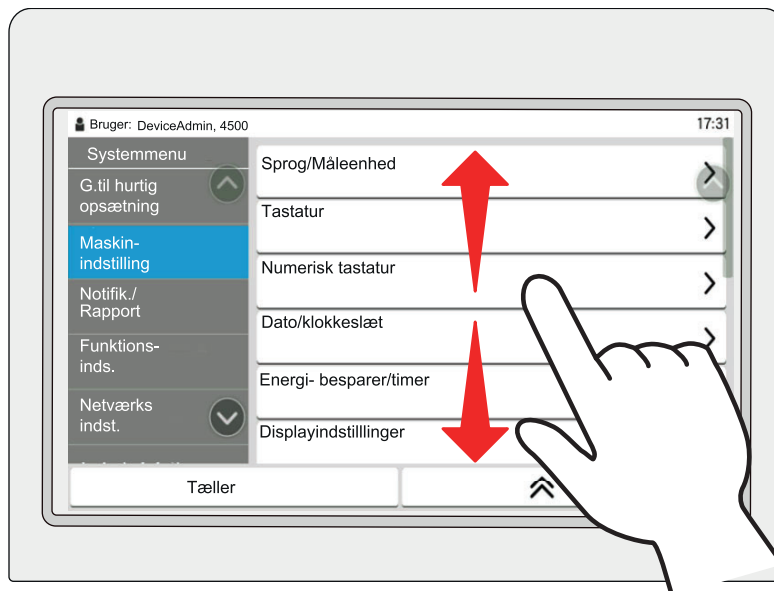 Bruger: DeviceAdmin, 4500
17:31
Systemmenu
G.til hurtig
opsætning
Maskin-
indstilling
Notifik./
Rapport
Funktions-
inds.
Netværks
indst.
Sprog/Måleenhed
Tastatur
Numerisk tastatur
Dato/klokkeslæt
Energi- besparer/timer
Displayindstilllinger
Tæller